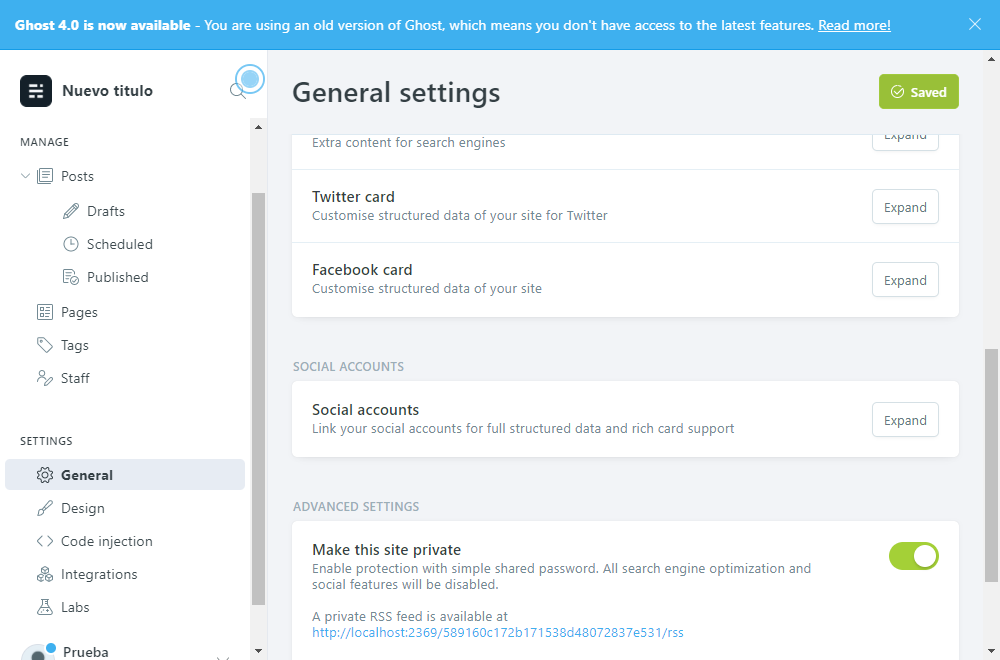 Ghost 4.0 is now available - You are using an old version of Ghost, which means you don't have access to the latest features. Read more!
Nuevo titulo
General settings
Saved
MANAGE
Posts
Drafts
Scheduled
Published
Pages
Tags
Staff
SETTINGS
General
Design
Code injection
Integrations
Labs
Prueba
Extra content for search engines
Expand
Twitter card
Customise structured data of your site for Twitter
Expand
Facebook card
Customise structured data of your site
Expand
SOCIAL ACCOUNTS
Social accounts
Link your social accounts for full structured data and rich card support
Expand
ADVANCED SETTINGS
Make this site private
Enable protection with simple shared password. All search engine optimization and
social features will be disabled.
A private RSS feed is available at
http://localhost:2369/589160c172b171538d48072837e531/rss